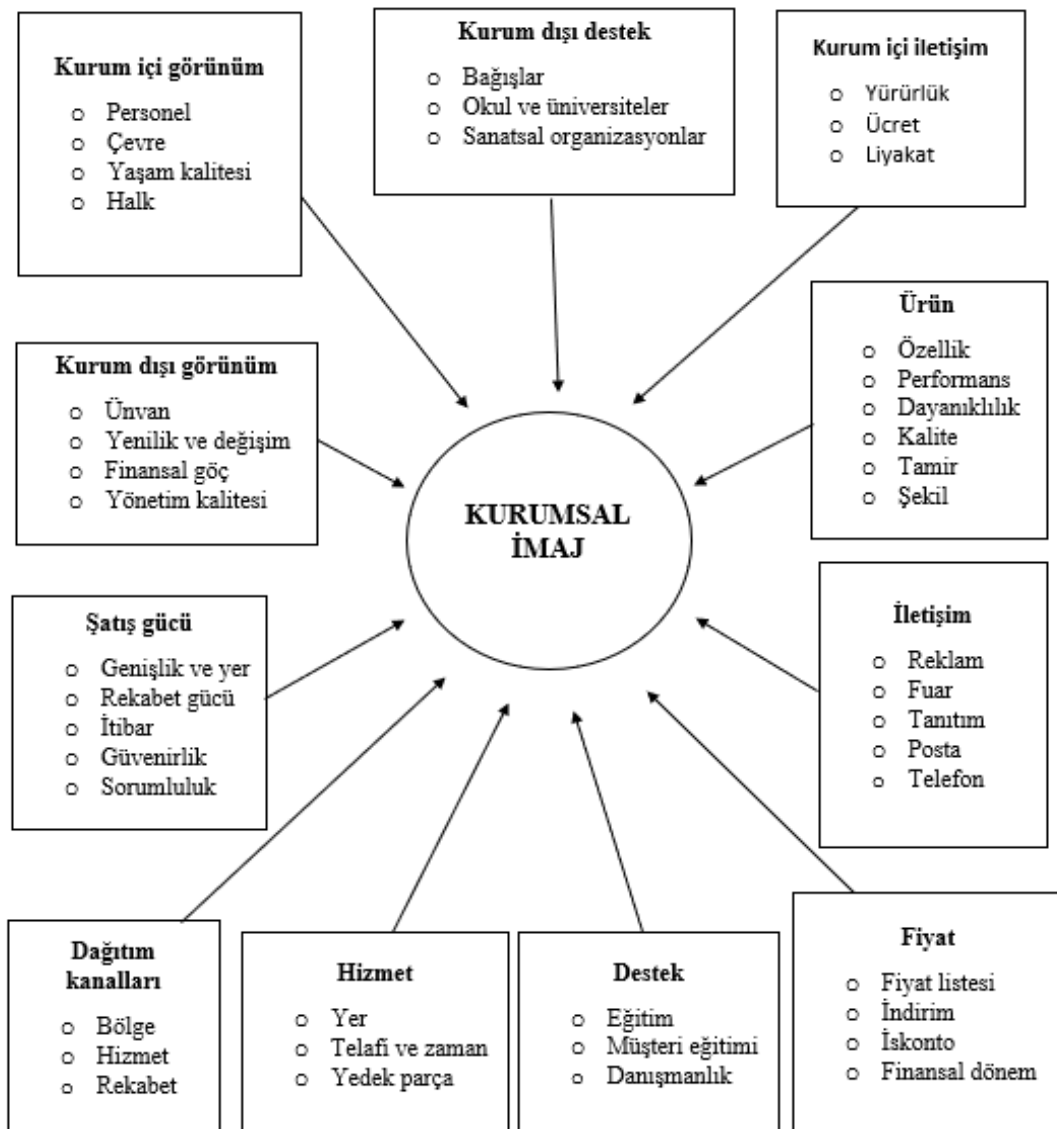 Kurum içi görünüm
Personel
Çevre
Yaşam kalitesi
Halk
Kurum dışı destek
Bağışlar
Okul ve üniversiteler
Sanatsal organizasyonlar
Kurum içi iletişim
Yürürlük
Ücret
Liyakat
Kurum dışı görünüm
Ünvan
Yenilik ve değişim
Finansal göç
Yönetim kalitesi
KURUMSAL
İMAJ
Ürün
Özellik
Performans
Dayanıklılık
Kalite
Tamir
Şekil
Şatış gücü
Genişlik ve yer
Rekabet gücü
İtibar
Güvenirlik
Sorumluluk
İletişim
Reklam
Fuar
Tanıtım
Posta
Telefon
Dağıtım
kanalları
Bölge
Hizmet
Rekabet
Hizmet
Yer
Telafi ve zaman
Yedek parça
Destek
Eğitim
Müşteri eğitimi
Danışmanlık
Fiyat
Fiyat listesi
İndirim
İskonto
Finansal dönem